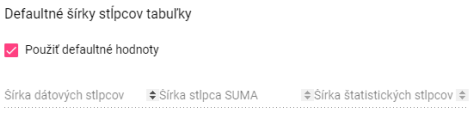 Defaultné šírky stĺpcov tabuľky
Použiť defaultné hodnoty
Šírka dátových stĺpcov Šírka stĺpca SUMA Šírka štatistických stĺpcov